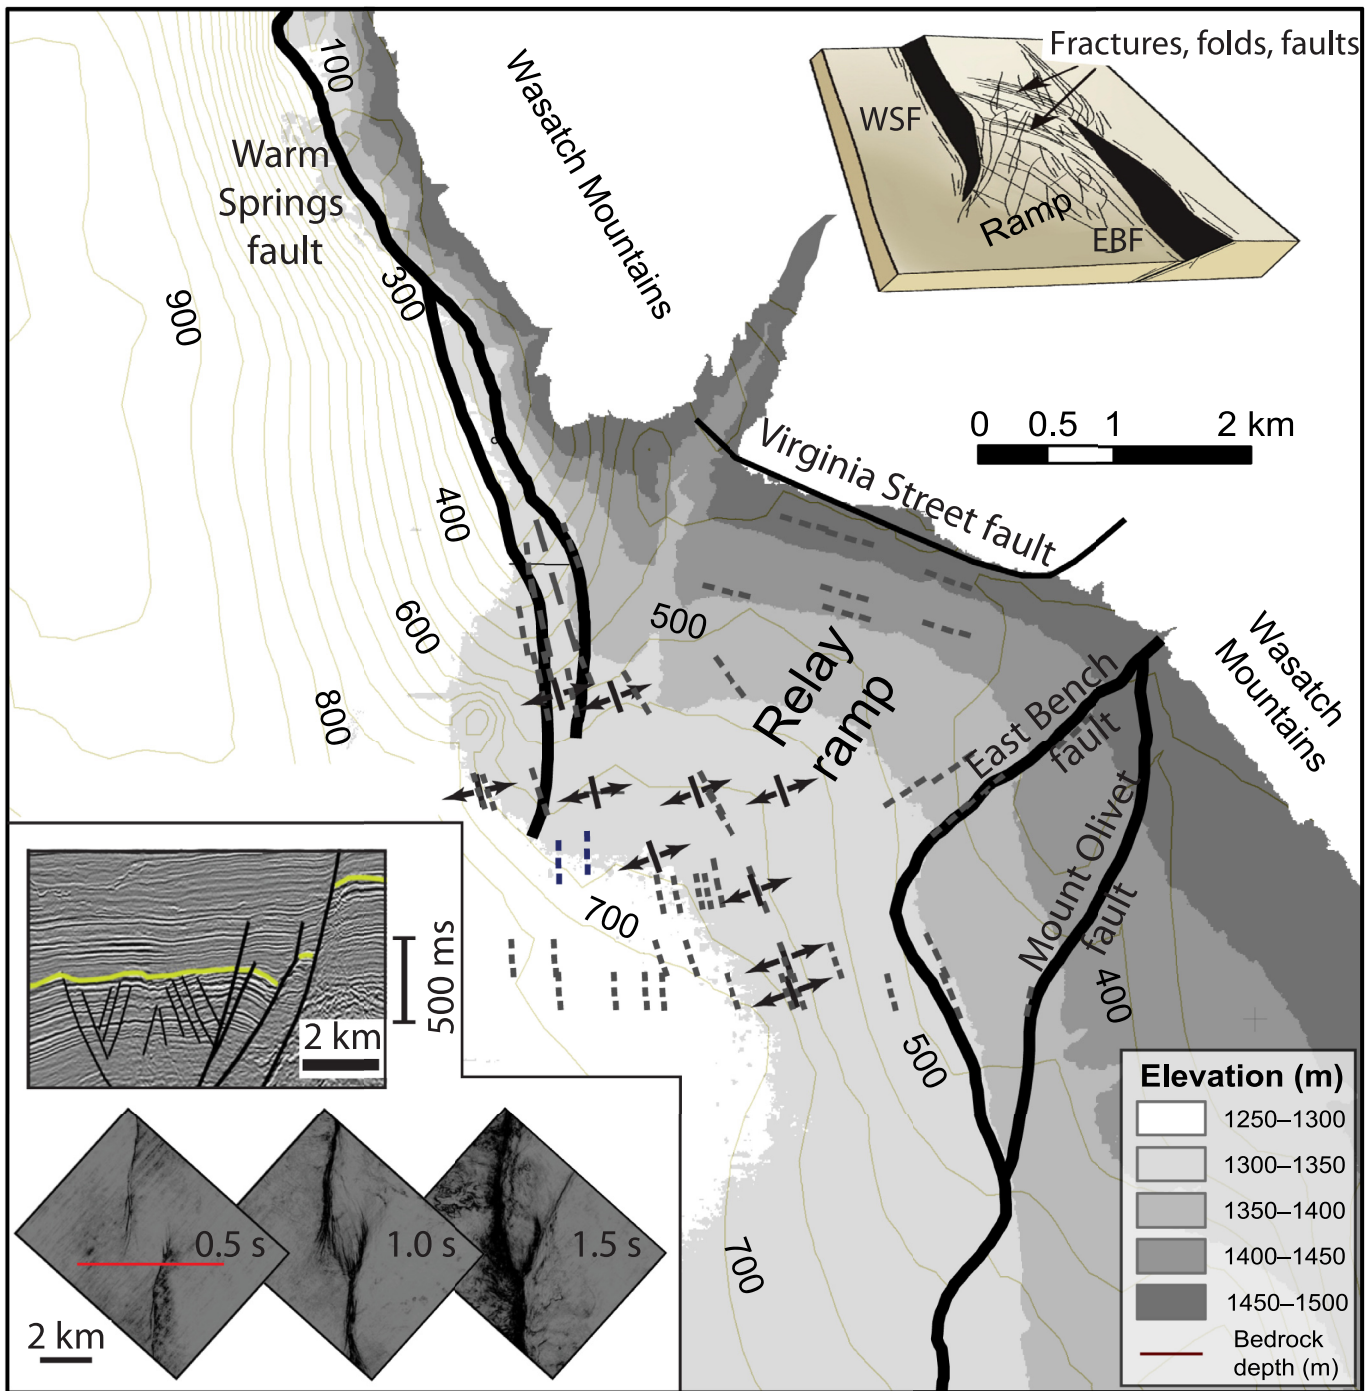 Fractures, folds, faults
WSF
Ramp
EBF
100
Wasatch Mountains
Warm
Springs
fault
300
900
0 0.5 1 2 km
Virginia Street fault
400
500
600
Relay
ramp
Wasatch
Mountains
800
East Bench
fault
Mount Olivet
fault
700
400
500
500 ms
2 km
0.5 s
1.0 s
1.5 s
2 km
700
Elevation (m)
1250–1300
1300–1350
1350–1400
1400–1450
1450–1500
Bedrock
depth (m)